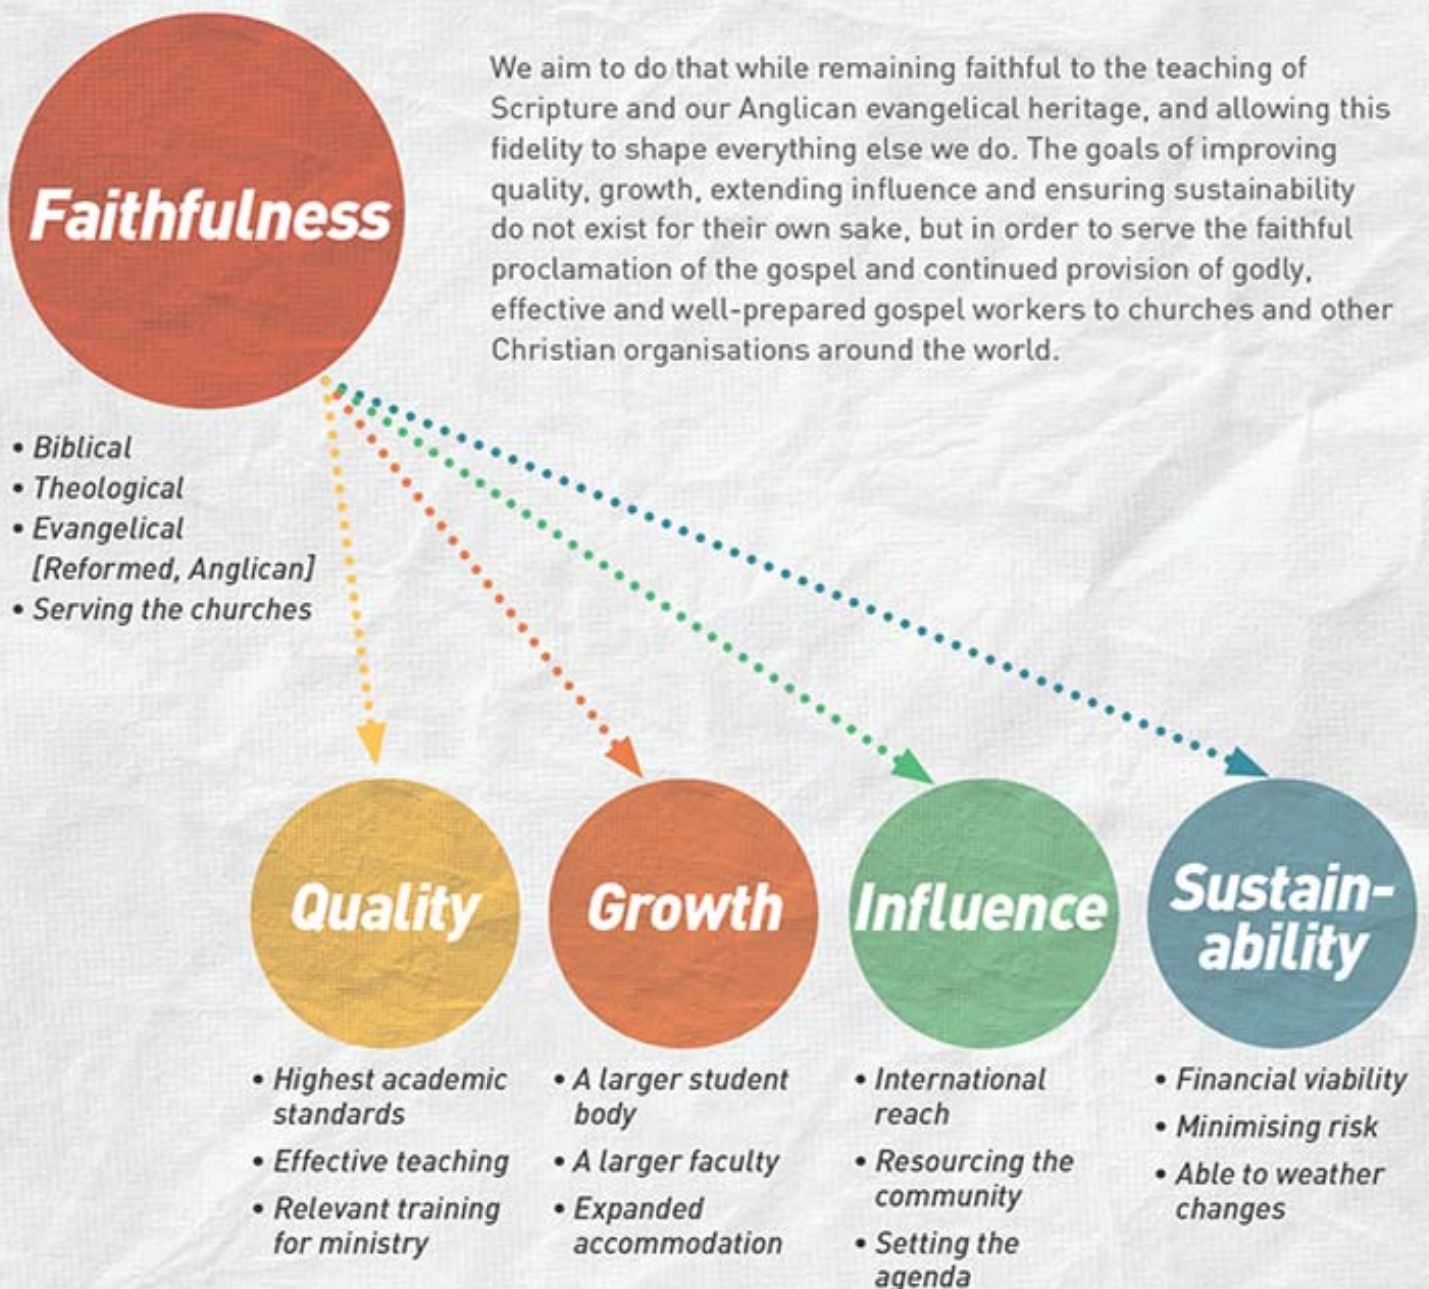 Faithfulness
We aim to do that while remaining faithful to the teaching of
Scripture and our Anglican evangelical heritage, and allowing this
fidelity to shape everything else we do. The goals of improving
quality, growth, extending influence and ensuring sustainability
do not exist for their own sake, but in order to serve the faithful
proclamation of the gospel and continued provision of godly,
effective and well-prepared gospel workers to churches and other
Christian organisations around the world.
• Biblical
• Theological
• Evangelical
[Reformed, Anglican]
• Serving the churches
Quality
• Highest academic
standards
• Effective teaching
• Relevant training
for ministry
Growth
• A larger student
body
• A larger faculty
• Expanded
accommodation
Influence
• International
reach
• Resourcing the
community
• Setting the
agenda
Sustain-
ability
• Financial viability
• Minimising risk
• Able to weather
changes